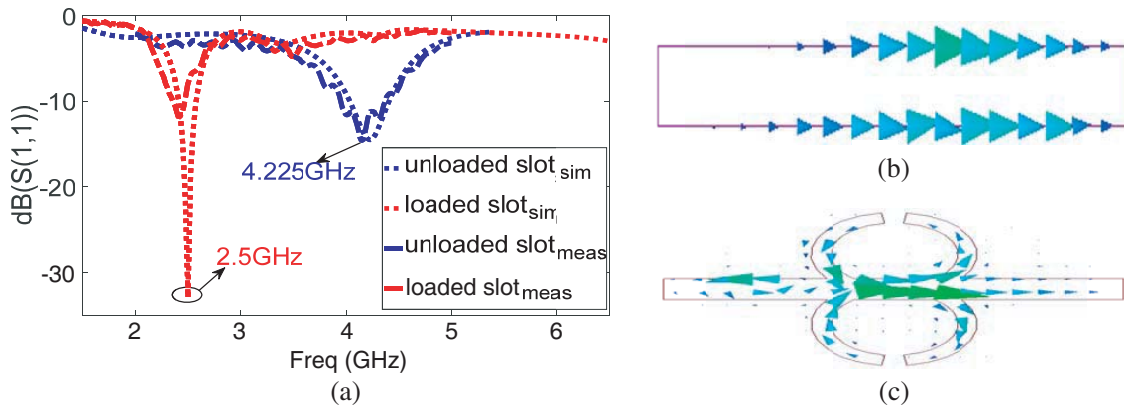 0
-10
-20
-30
dB(S(1,1))
2
3
4
5
6
Freq (GHz)
4.225GHz
2.5GHz
unloaded slot sim
loaded slot sim
unloaded slot meas
loaded slot meas
(a)
(b)
(c)